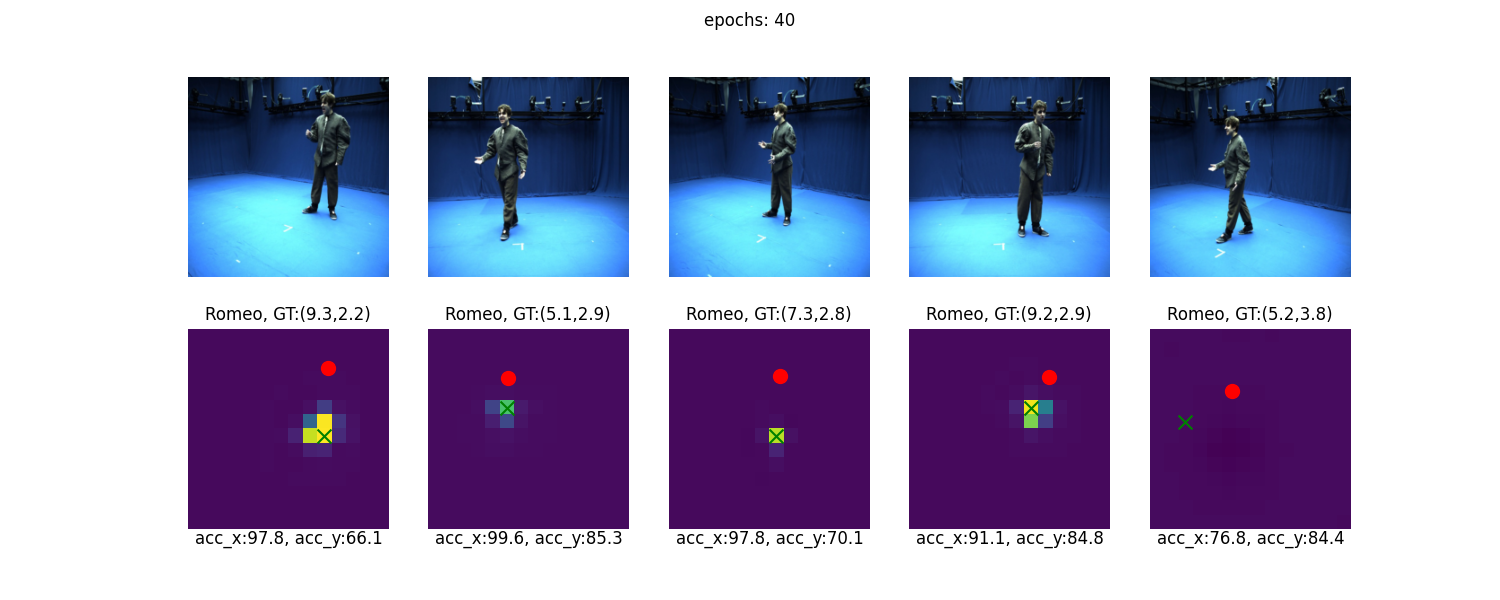 epochs: 40
Romeo, GT:(9.3,2.2)
Romeo, GT:(5.1,2.9)
Romeo, GT:(7.3,2.8)
Romeo, GT:(9.2,2.9)
Romeo, GT:(5.2,3.8)
acc_x:97.8, acc_y:66.1
acc_x:99.6, acc_y:85.3
acc_x:97.8, acc_y:70.1
acc_x:91.1, acc_y:84.8
acc_x:76.8, acc_y:84.4